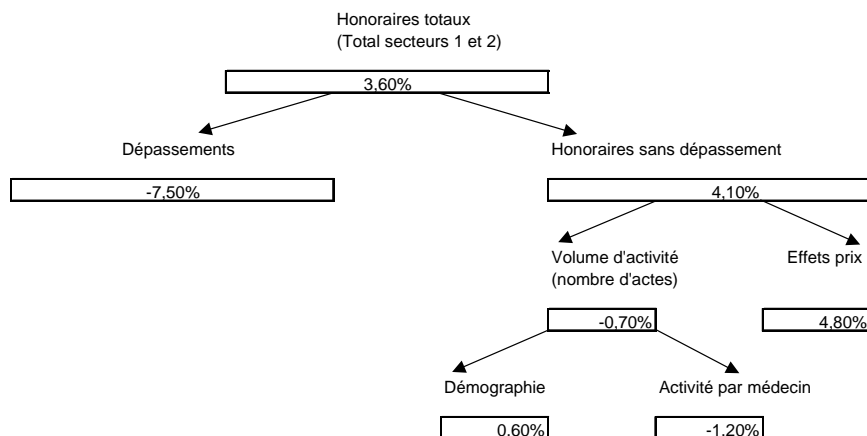 Honoraires totaux
(Total secteurs 1 et 2)
3,60%
Dépassements
Honoraires sans dépassement
-7,50%
4,10%
Volume d'activité
(nombre d'actes)
Effets prix
-0,70%
4,80%
Démographie
Activité par médecin
0,60%
-1,20%